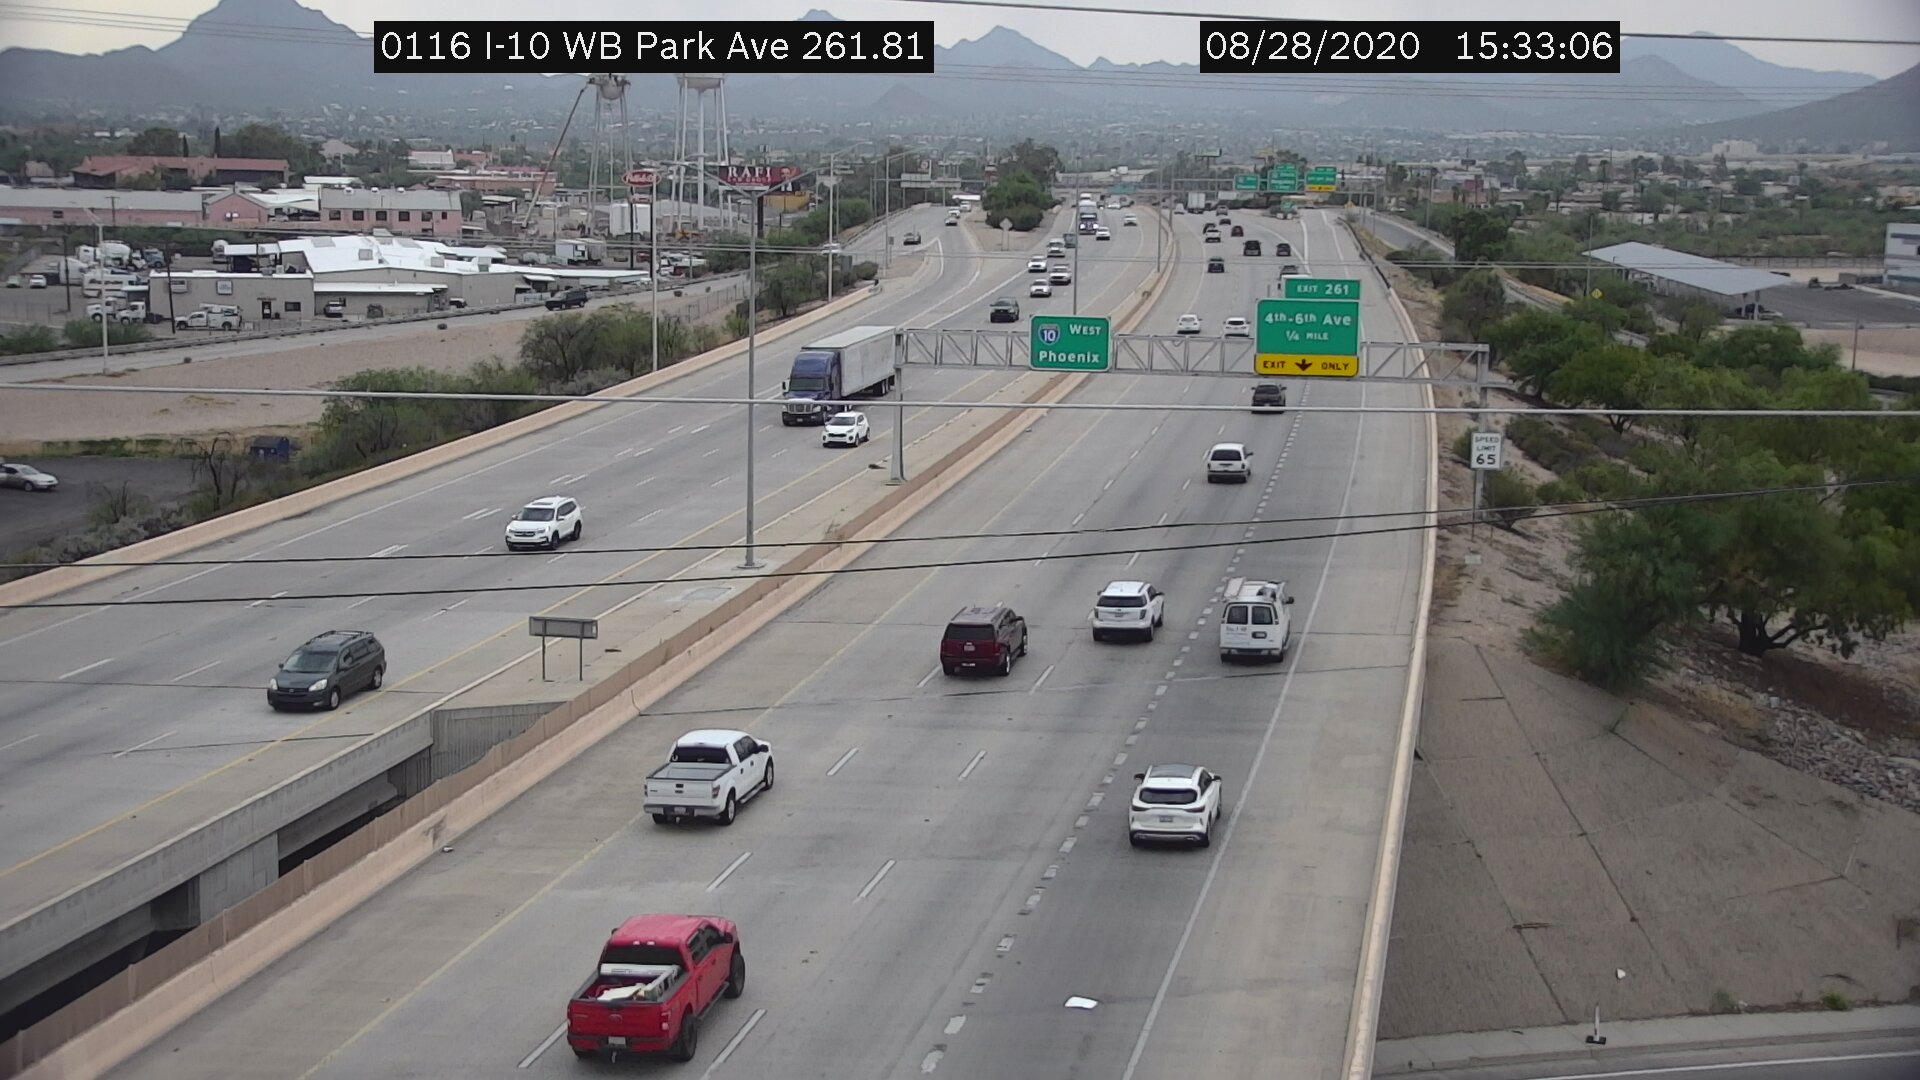 0116 I-10 WB Park Ave 261.81
08/28/2020 15:33:06
RAFI
EXIT 261
4th-6th Ave
1/4 MILE
EXIT ONLY
10 WEST
Phoenix
SPEED
LIMIT
65